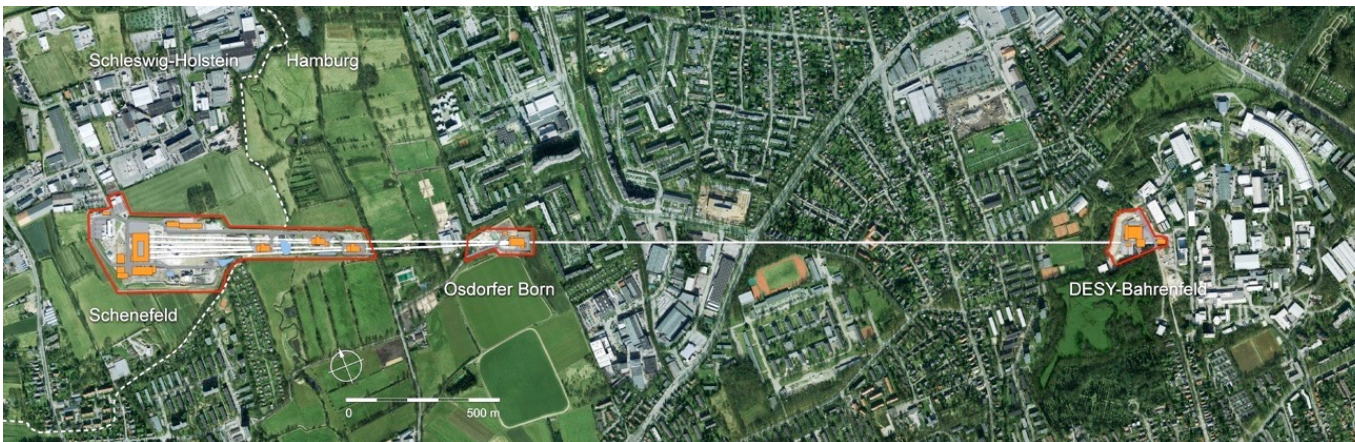 Schleswig-Holstein
Hamburg
Schenefeld
Osdorfer Born
DESY-Bahrenfeld
0 500 m